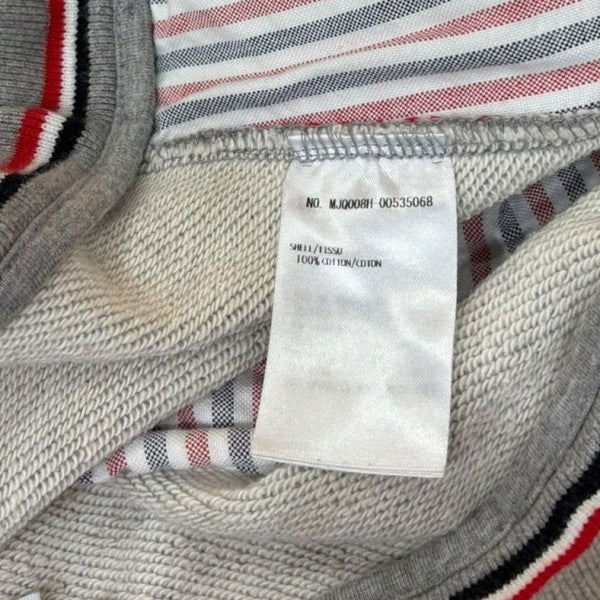 NO. MJQ008H-00535068
SHELL/TISSU
100% COTTON/COTON